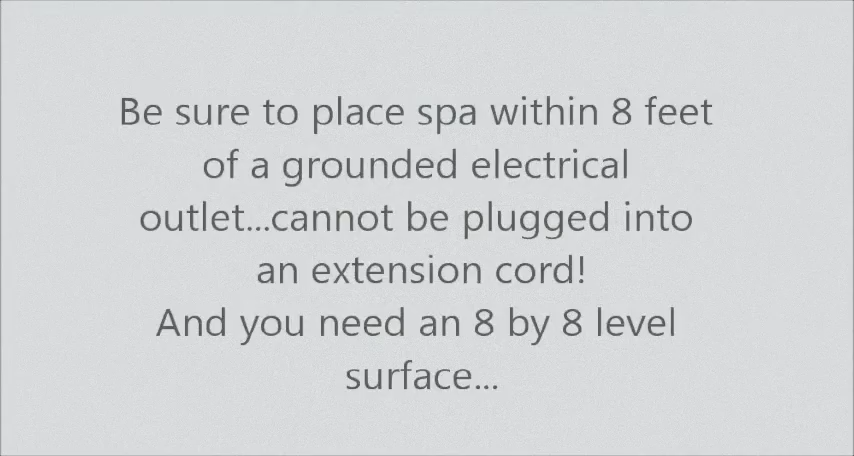 Be sure to place spa within 8 feet
of a grounded electrical
outlet...cannot be plugged into
an extension cord!
And you need an 8 by 8 level
surface...